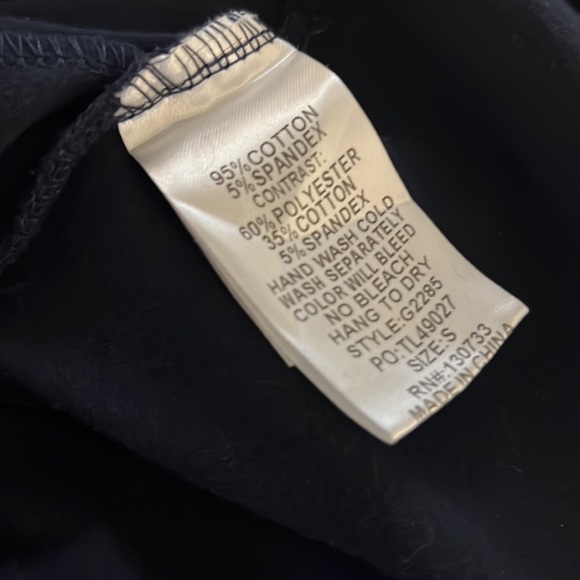 95% COTTON
5% SPANDEX
CONTRAST:
60% POLYESTER
35% COTTON
5% SPANDEX
HAND WASH COLD
WASH SEPARATELY
COLOR WILL BLEED
NO BLEACH
HANG TO DRY
STYLE:G2285
PO:TL49027
SIZE:S
RN#:130733
MADE IN CHINA